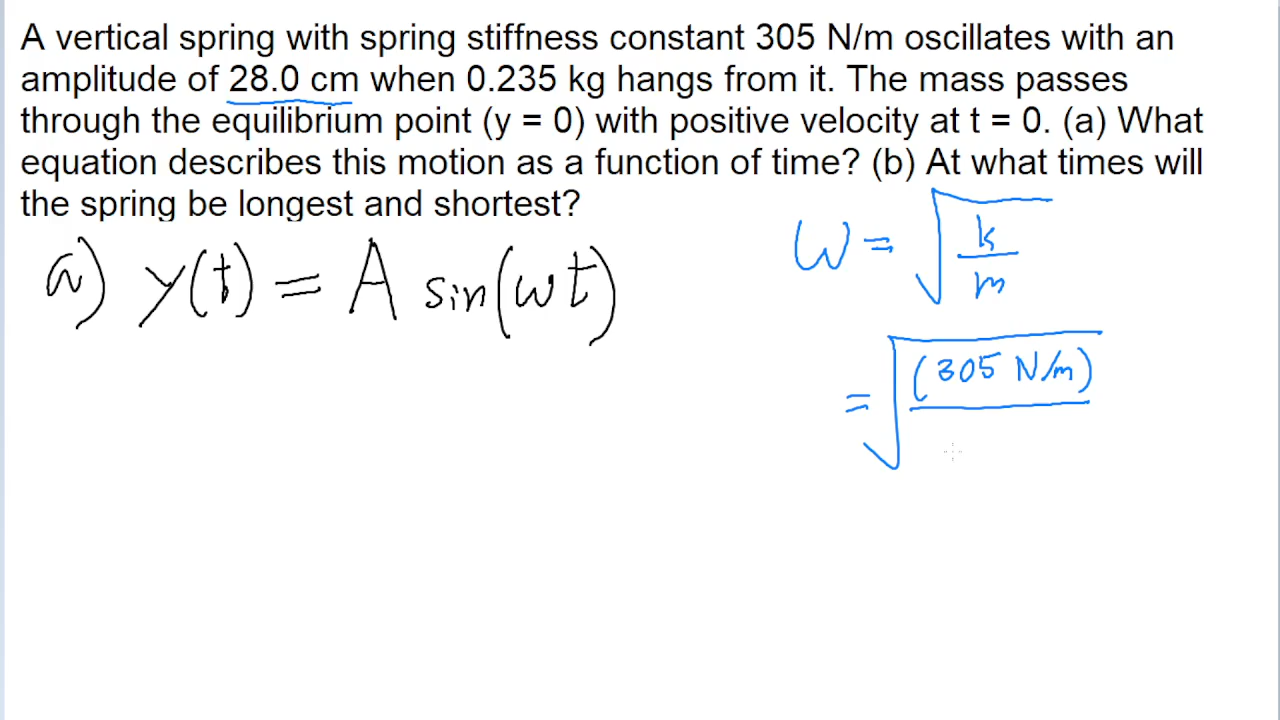 A vertical spring with spring stiffness constant 305 N/m oscillates with an
amplitude of 28.0 cm when 0.235 kg hangs from it. The mass passes
through the equilibrium point (y = 0) with positive velocity at t = 0. (a) What
equation describes this motion as a function of time? (b) At what times will
the spring be longest and shortest?
a) y(t) = A sin(ωt)
ω = √(k/m)
= √((305 N/m)